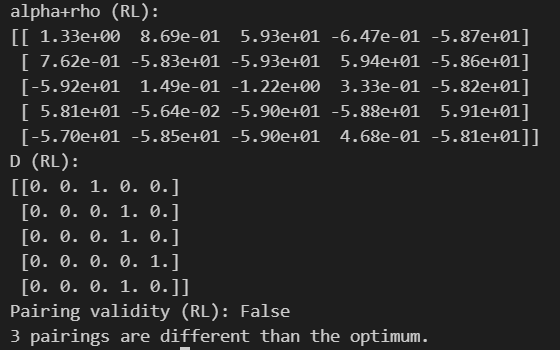 alpha+rho (RL):
[[ 1.33e+00  8.69e-01  5.93e+01 -6.47e-01 -5.87e+01]
 [ 7.62e-01 -5.83e+01 -5.93e+01  5.94e+01 -5.86e+01]
 [-5.92e+01  1.49e-01 -1.22e+00  3.33e-01 -5.82e+01]
 [ 5.81e+01 -5.64e-02 -5.90e+01 -5.88e+01  5.91e+01]
 [-5.70e+01 -5.85e+01 -5.90e+01  4.68e-01 -5.81e+01]]
D (RL):
[[0. 0. 1. 0. 0.]
 [0. 0. 0. 1. 0.]
 [0. 0. 0. 1. 0.]
 [0. 0. 0. 0. 1.]
 [0. 0. 0. 1. 0.]]
Pairing validity (RL): False
3 pairings are different than the optimum.